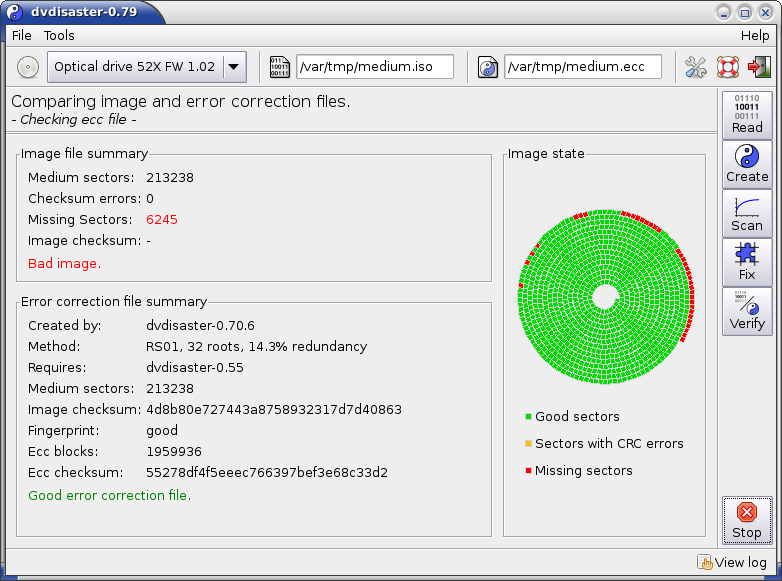 dvdisaster-0.79
File Tools Help
Optical drive 52X FW 1.02 /var/tmp/medium.iso /var/tmp/medium.ecc
Comparing image and error correction files.
- Checking ecc file -
Image file summary
Medium sectors: 213238
Checksum errors: 0
Missing Sectors: 6245
Image checksum: -
Bad image.
Error correction file summary
Created by: dvdisaster-0.70.6
Method: RS01, 32 roots, 14.3% redundancy
Requires: dvdisaster-0.55
Medium sectors: 213238
Image checksum: 4d8b80e727443a8758932317d7d40863
Fingerprint: good
Ecc blocks: 1959936
Ecc checksum: 55278df4f5eeec766397bef3e68c33d2
Good error correction file.
Image state
Good sectors
Sectors with CRC errors
Missing sectors
01110
10011
00111
Read
Create
Scan
Fix
Verify
Stop
View log